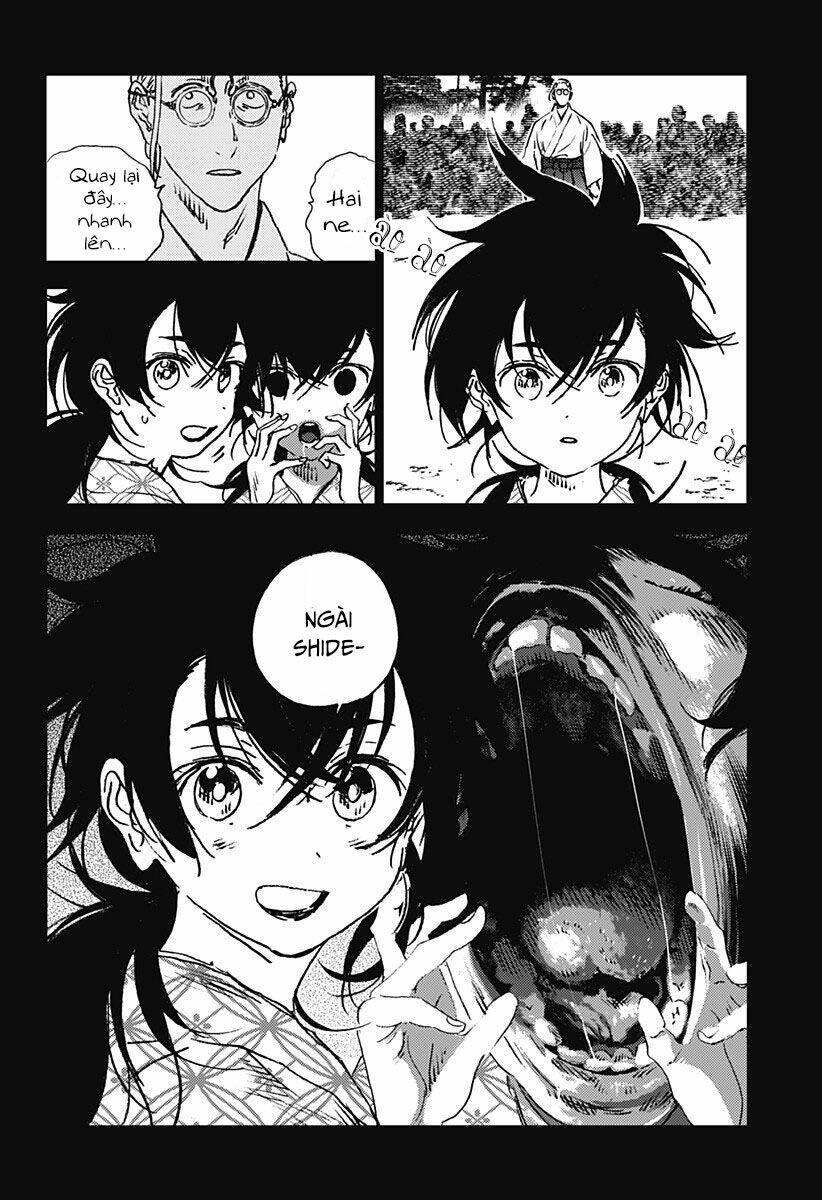 ào ào
ào ào
Hai
ne...
Quay lại
đây...
nhanh
lên...
NGÀI
SHIDE-